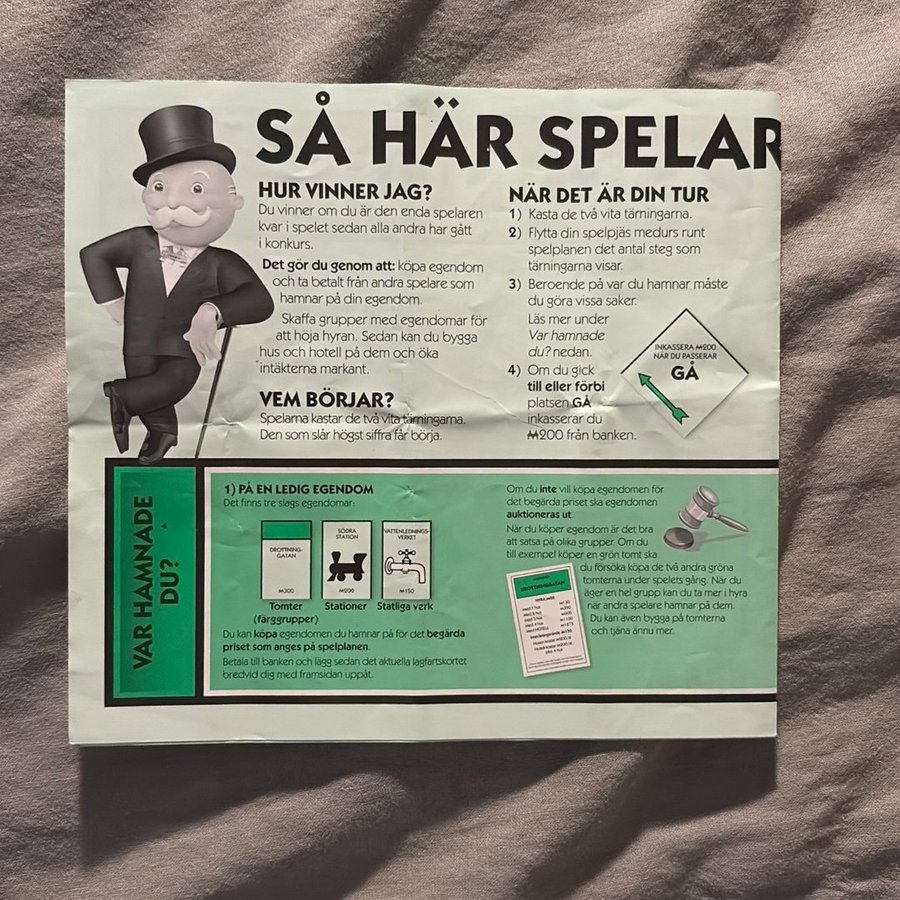 SÅ HÄR SPELAR
HUR VINNER JAG?
Du vinner om du är den enda spelaren
kvar i spelet sedan alla andra har gått
i konkurs.
Det gör du genom att: köpa egendom
och ta betalt från andra spelare som
hamnar på din egendom.
Skaffa grupper med egendomar för
att höja hyran. Sedan kan du bygga
hus och hotell på dem och öka
intäkterna markant.
VEM BÖRJAR?
Spelarna kastar de två vita tärningarna.
Den som slår högst siffra får börja.
NÄR DET ÄR DIN TUR
1) Kasta de två vita tärningarna.
2) Flytta din spelpjäs medurs runt
spelplanen det antal steg som
tärningarna visar.
3) Beroende på var du hamnar måste
du göra vissa saker.
Läs mer under
Var hamnade
du? nedan.
4) Om du gick
till eller förbi
platsen GÅ
inkasserar du
M200 från banken.
INKASSERA M200
NÄR DU PASSERAR
GÅ
VAR HAMNADE
DU?
1) PÅ EN LEDIG EGENDOM
Det finns tre slags egendomar:
DROTTNING-
GATAN
M300
SÖDRA
STATION
M200
VATTENLEDNINGS-
VERKET
M150
Tomter
(färggrupper)
Stationer
Statliga verk
Du kan köpa egendomen du hamnar på för det begärda
priset som anges på spelplanen.
Betala till banken och lägg sedan det aktuella lagfartskortet
bredvid dig med framsidan uppåt.
Om du inte vill köpa egendomen för
det begärda priset ska egendomen
auktioneras ut.
När du köper egendom är det bra
att satsa på olika grupper. Om du
till exempel köper en grön tomt ska
du försöka köpa de två andra gröna
tomterna under spelets gång. När du
äger en hel grupp kan du ta mer i hyra
när andra spelare hamnar på dem.
Du kan även bygga på tomterna
och tjäna ännu mer.
DROTTNINGGATAN